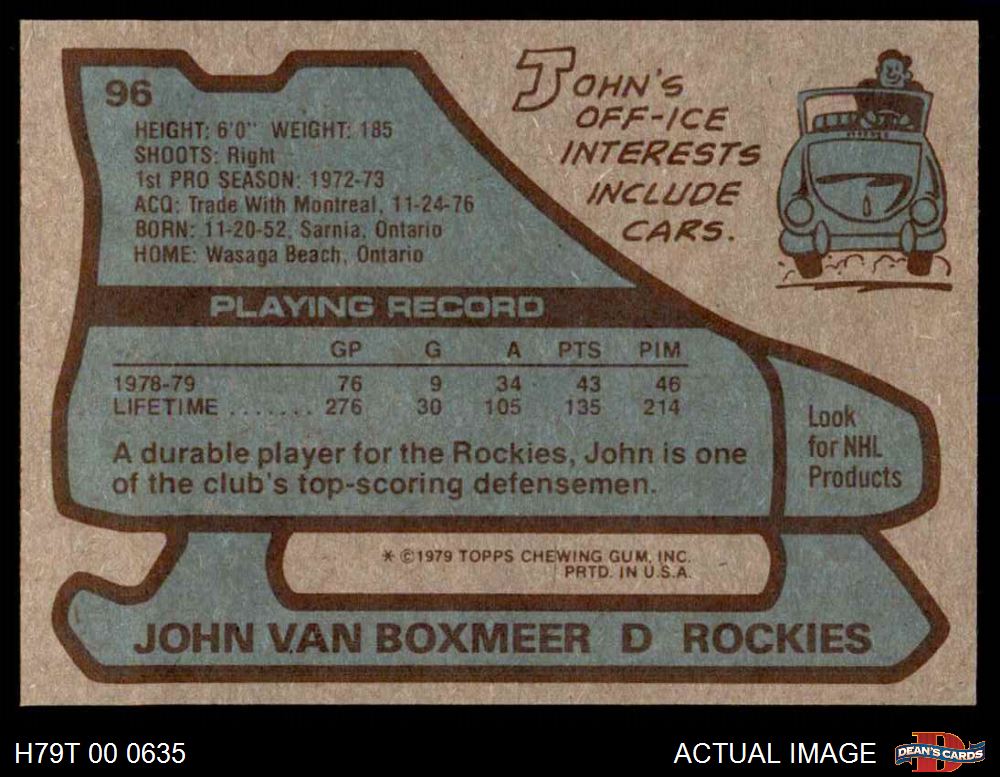 96
HEIGHT: 6'0" WEIGHT: 185
SHOOTS: Right
1st PRO SEASON: 1972-73
ACQ: Trade With Montreal, 11-24-76
BORN: 11-20-52, Sarnia, Ontario
HOME: Wasaga Beach, Ontario
JOHN'S
OFF-ICE
INTERESTS
INCLUDE
CARS.
PLAYING RECORD
GP G A PTS PIM
1978-79 76 9 34 43 46
LIFETIME ....... 276 30 105 135 214
A durable player for the Rockies, John is one
of the club's top-scoring defensemen.
Look
for NHL
Products
* ©1979 TOPPS CHEWING GUM, INC.
PRTD. IN U.S.A.
JOHN VAN BOXMEER D ROCKIES
H79T 00 0635
ACTUAL IMAGE
DEAN'S CARDS